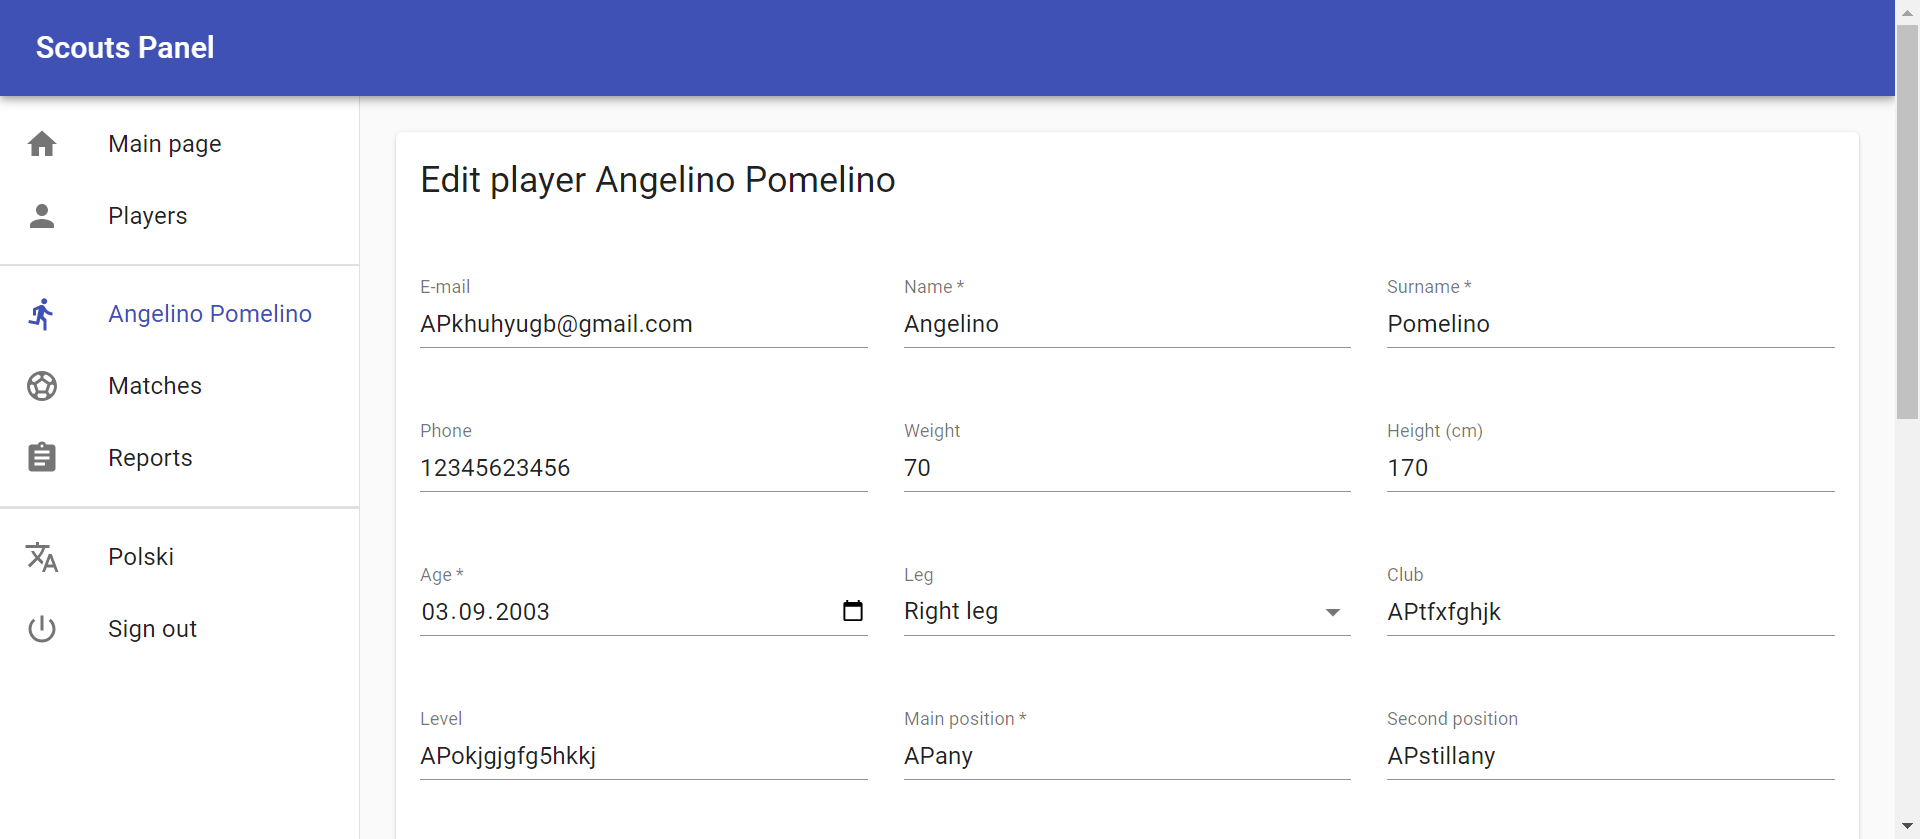 Scouts Panel
Main page
Players
Angelino Pomelino
Matches
Reports
Polski
Sign out
Edit player Angelino Pomelino
E-mail
APkhuhyugb@gmail.com
Name *
Angelino
Surname *
Pomelino
Phone
12345623456
Weight
70
Height (cm)
170
Age *
03.09.2003
Leg
Right leg
Club
APtfxfghjk
Level
APokjgjgfg5hkkj
Main position *
APany
Second position
APstillany